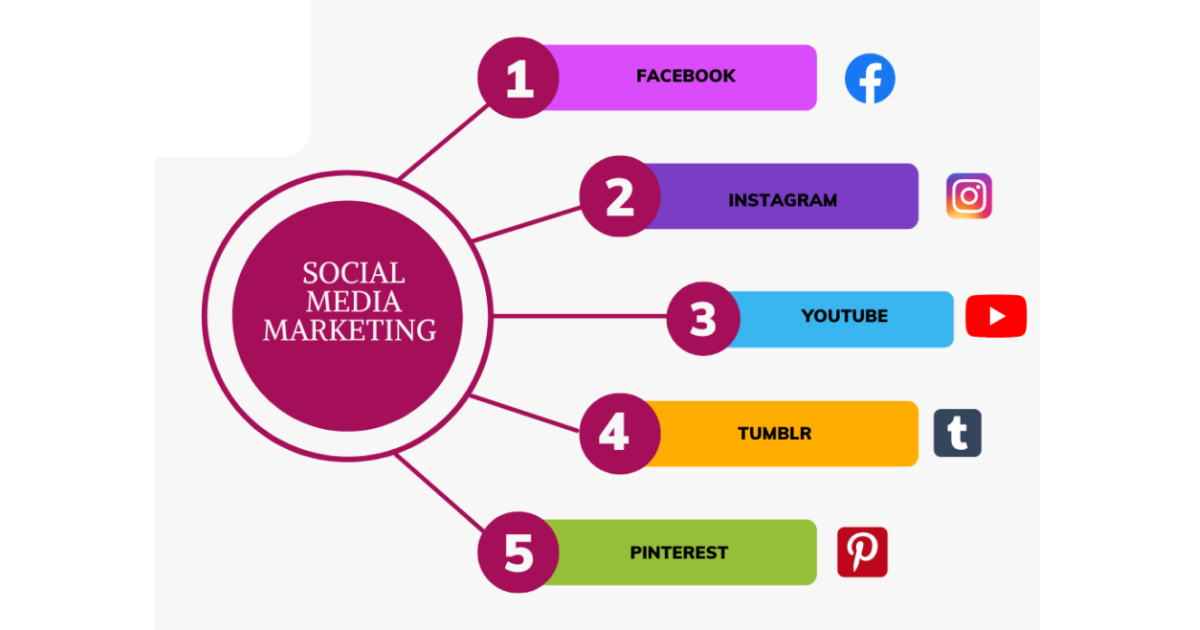 SOCIAL
MEDIA
MARKETING
1
FACEBOOK
2
INSTAGRAM
3
YOUTUBE
4
TUMBLR
5
PINTEREST